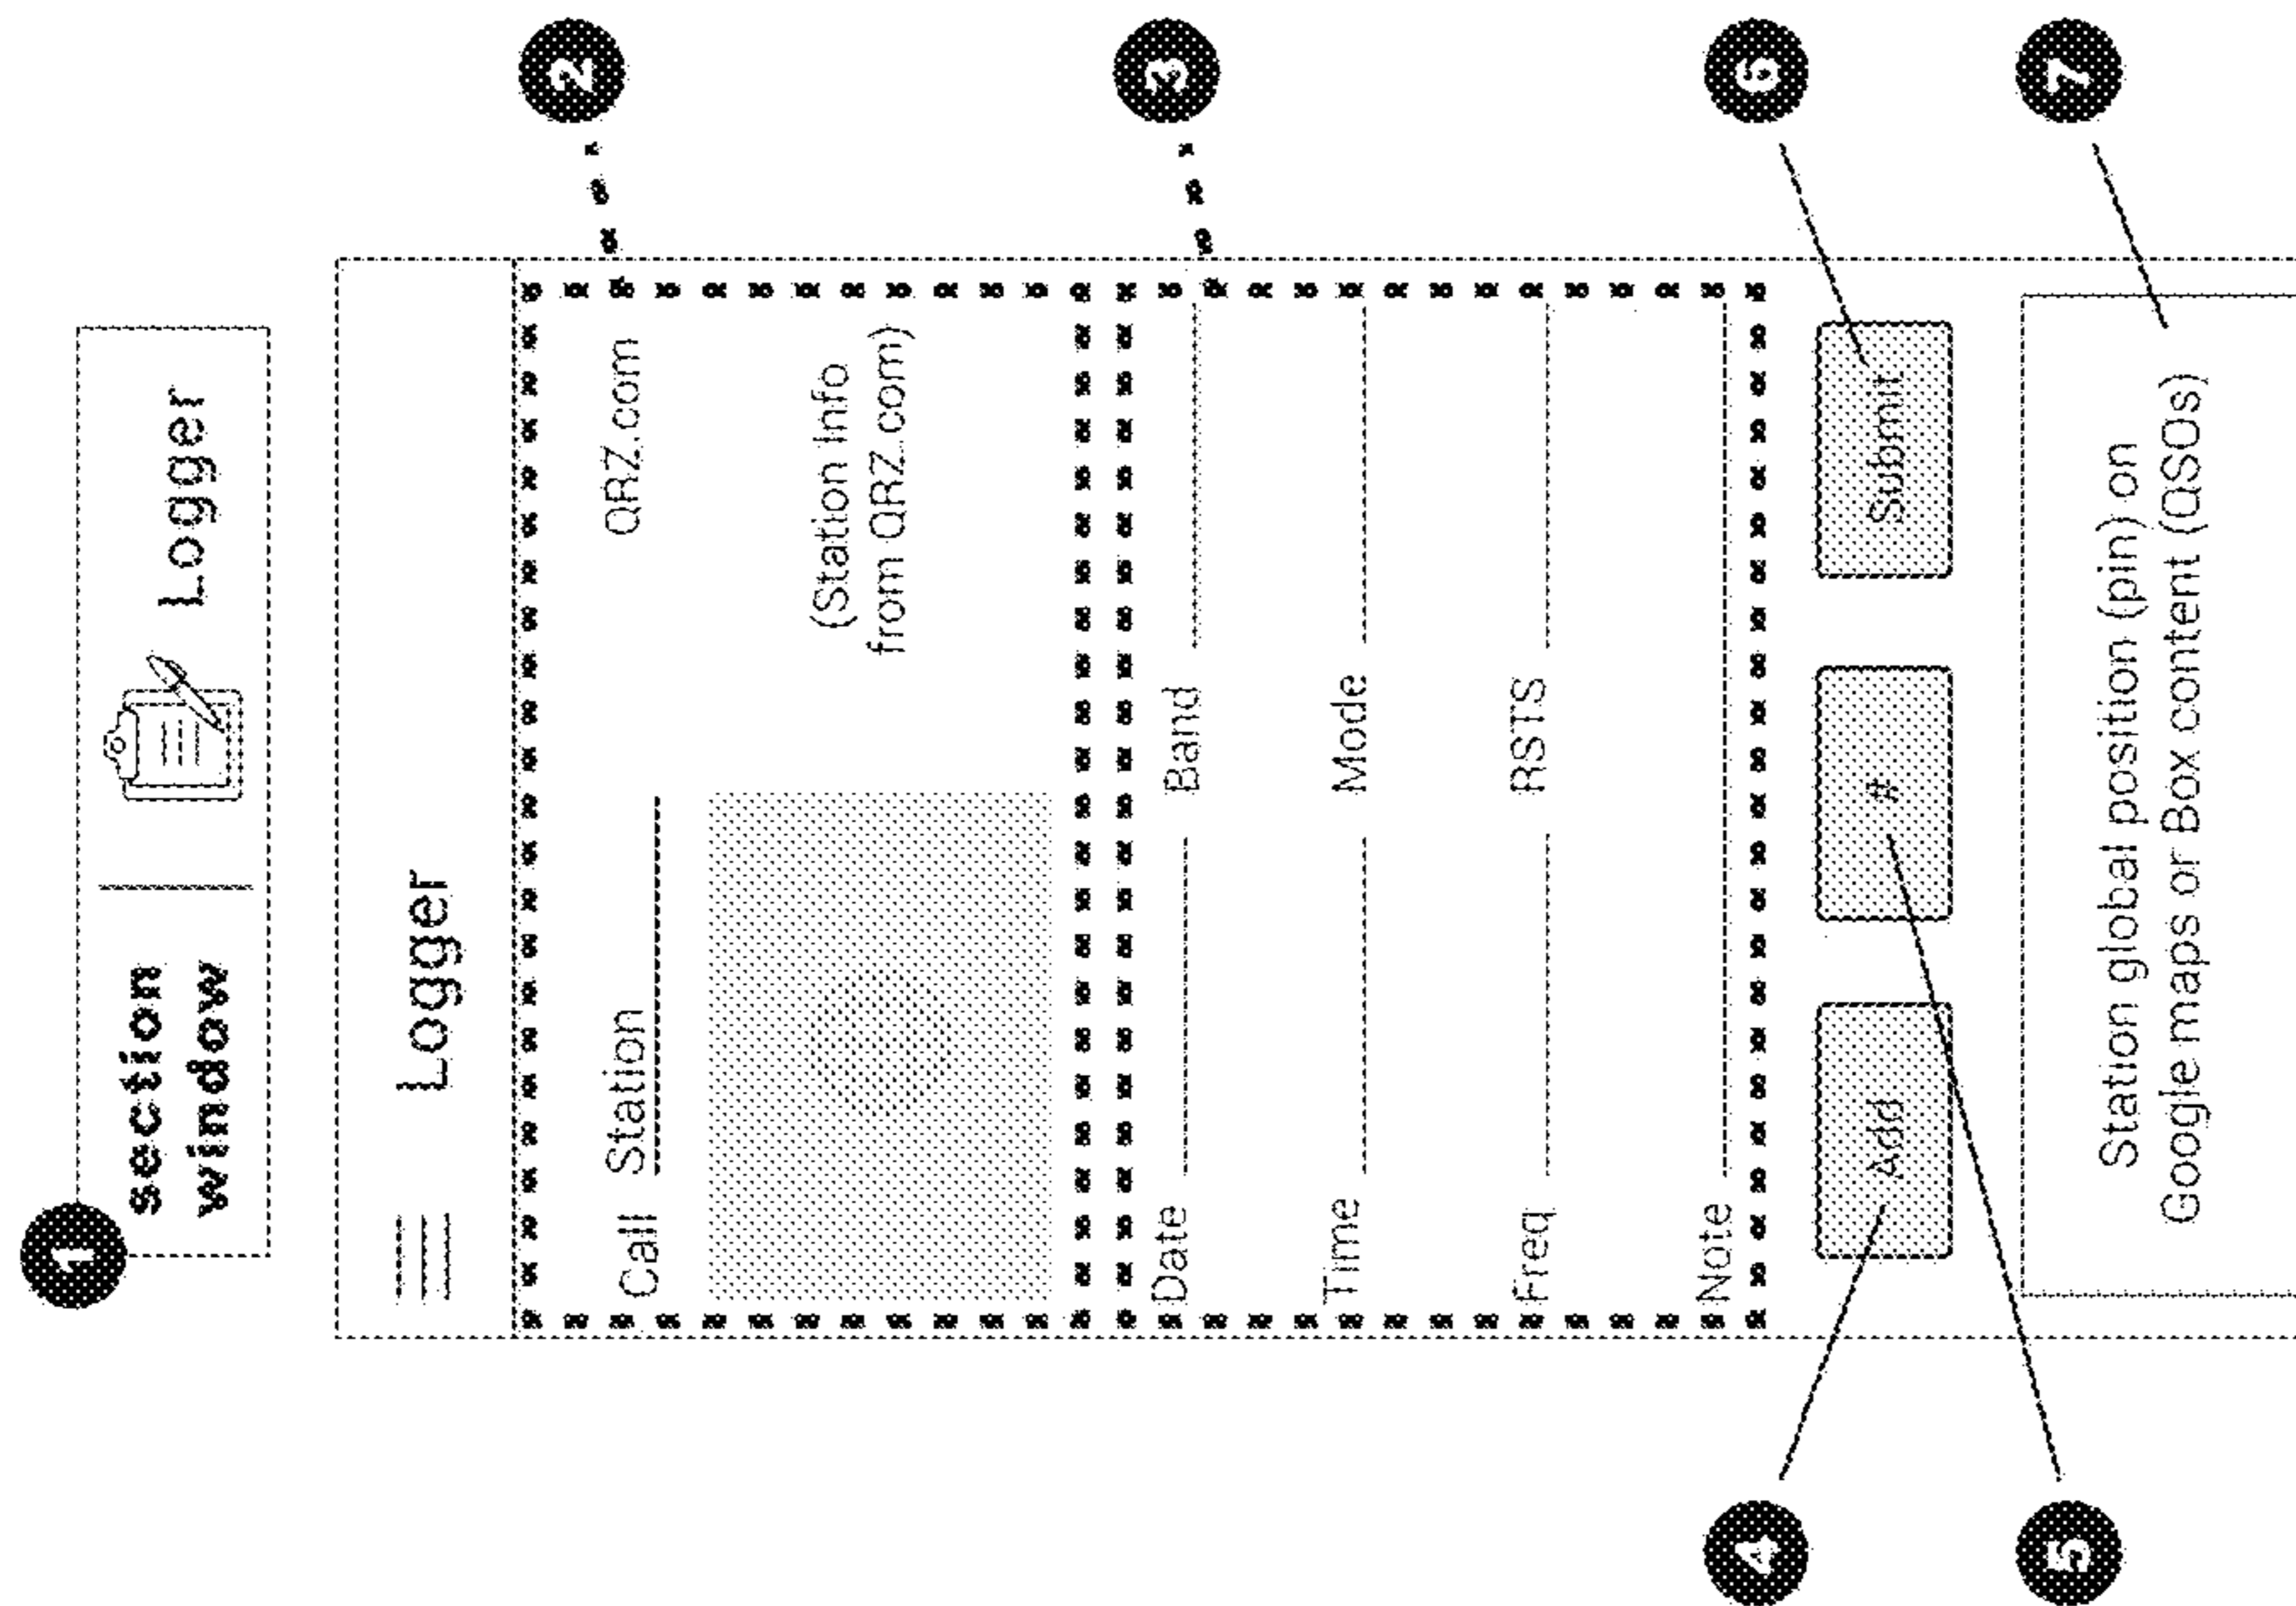 1
section
window
Logger
Logger
2
Call Station
QRZ.com
(Station Info
from QRZ.com)
3
Date
Band
Time
Mode
Freq
RSTS
Note
Add
#
Submit
4
5
6
7
Station global position (pin) on
Google maps or Box content (QSOs)